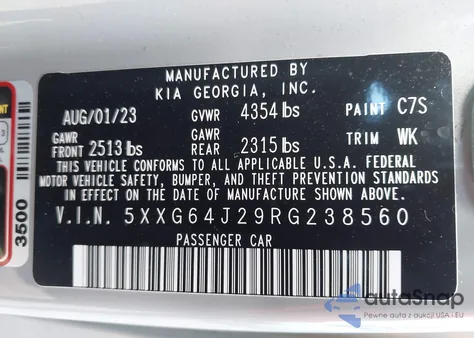 MANUFACTURED BY
KIA GEORGIA, INC.
AUG/01/23 GVWR 4354 lbs PAINT C7S
GAWR GAWR
FRONT 2513 lbs REAR 2315 lbs TRIM WK
THIS VEHICLE CONFORMS TO ALL APPLICABLE U.S.A. FEDERAL
MOTOR VEHICLE SAFETY, BUMPER, AND THEFT PREVENTION STANDARDS
IN EFFECT ON THE DATE OF MANUFACTURE SHOWN ABOVE.
V.I.N. 5XXG64J29RG238560
PASSENGER CAR
3500
autaSnap
Pewne auta z aukcji USA i EU